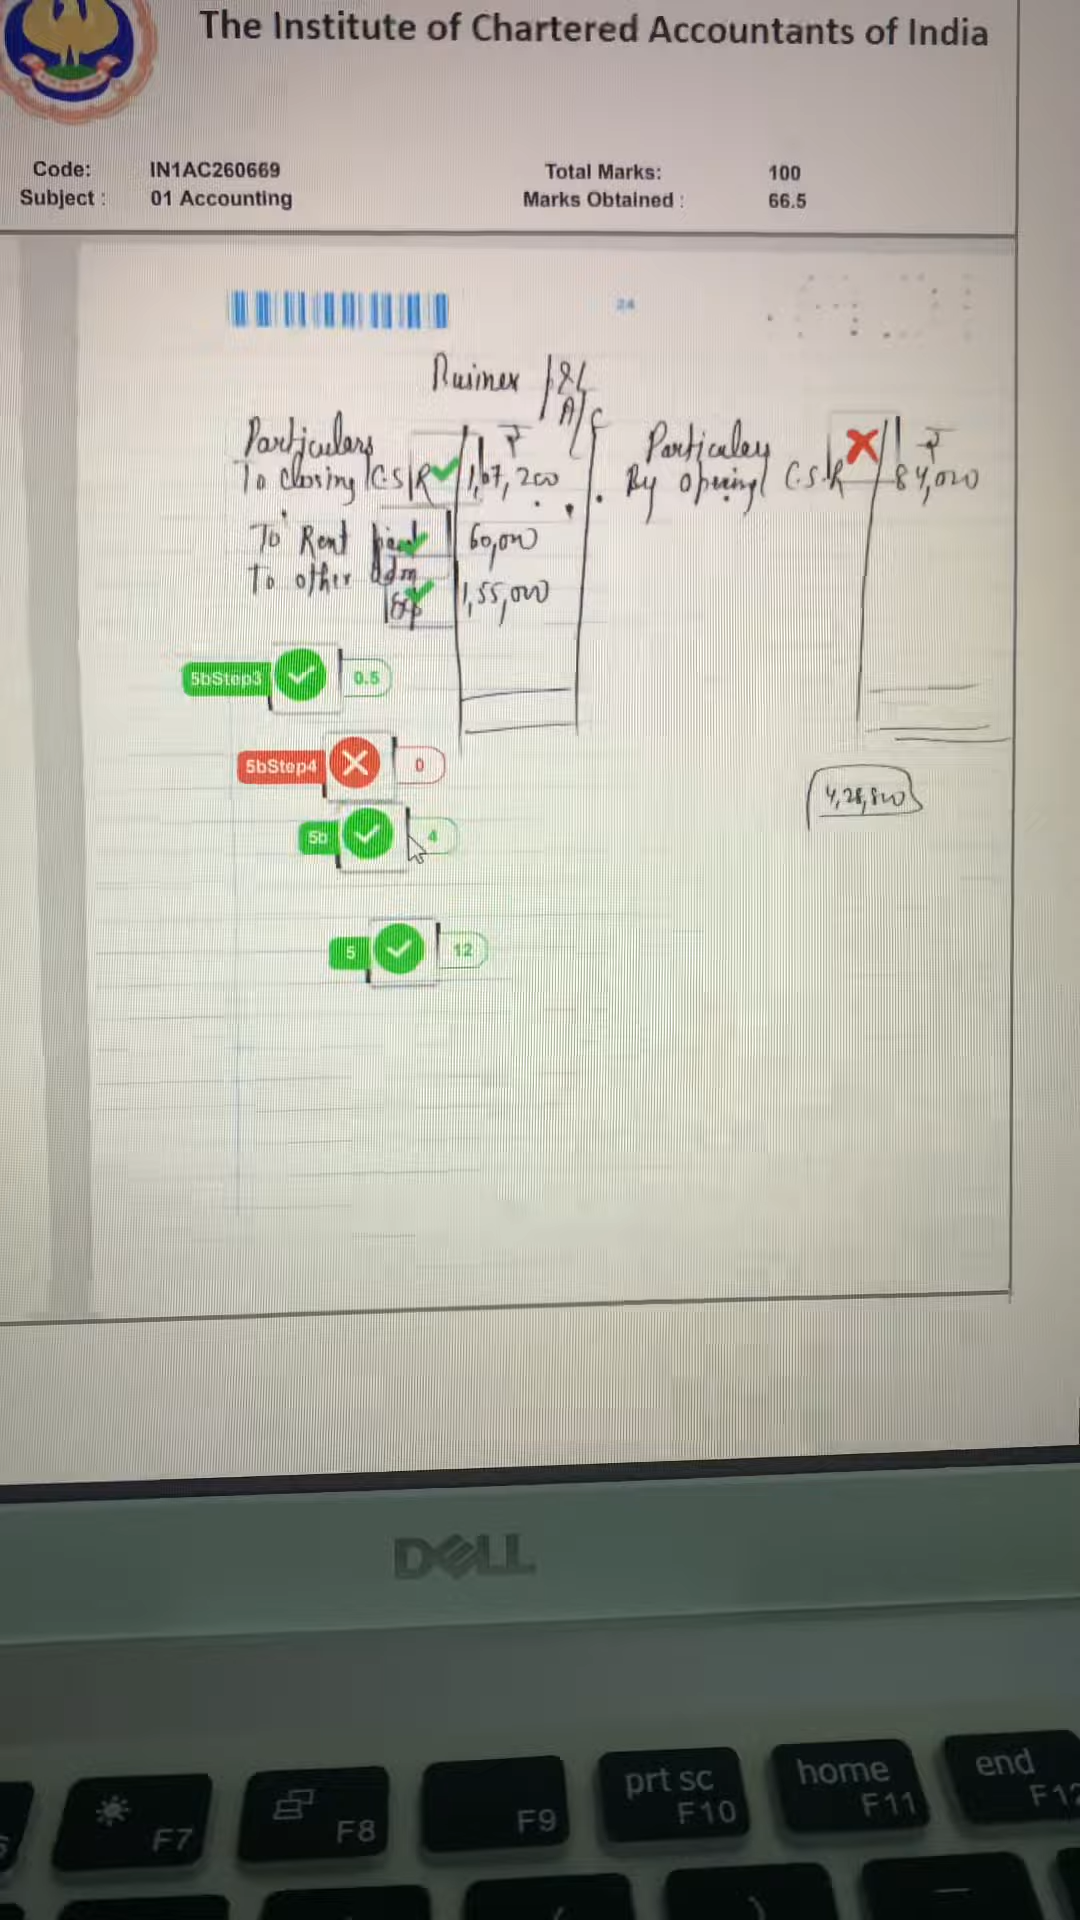 The Institute of Chartered Accountants of India
Code: IN1AC260669 Total Marks: 100
Subject : 01 Accounting Marks Obtained : 66.5
24
P&L
A/c
Particulars ₹ Particulars ₹
To closing C.S.R 1,67,200 By opening C.S.R 84,000
To Rent paid 60,000
To other Adm
Exp 1,55,000
5bStep3 0.5
5bStep4 0
4,28,800
5b 4
5 12
DELL
F7 F8 F9 prt sc F10 home F11 end F12